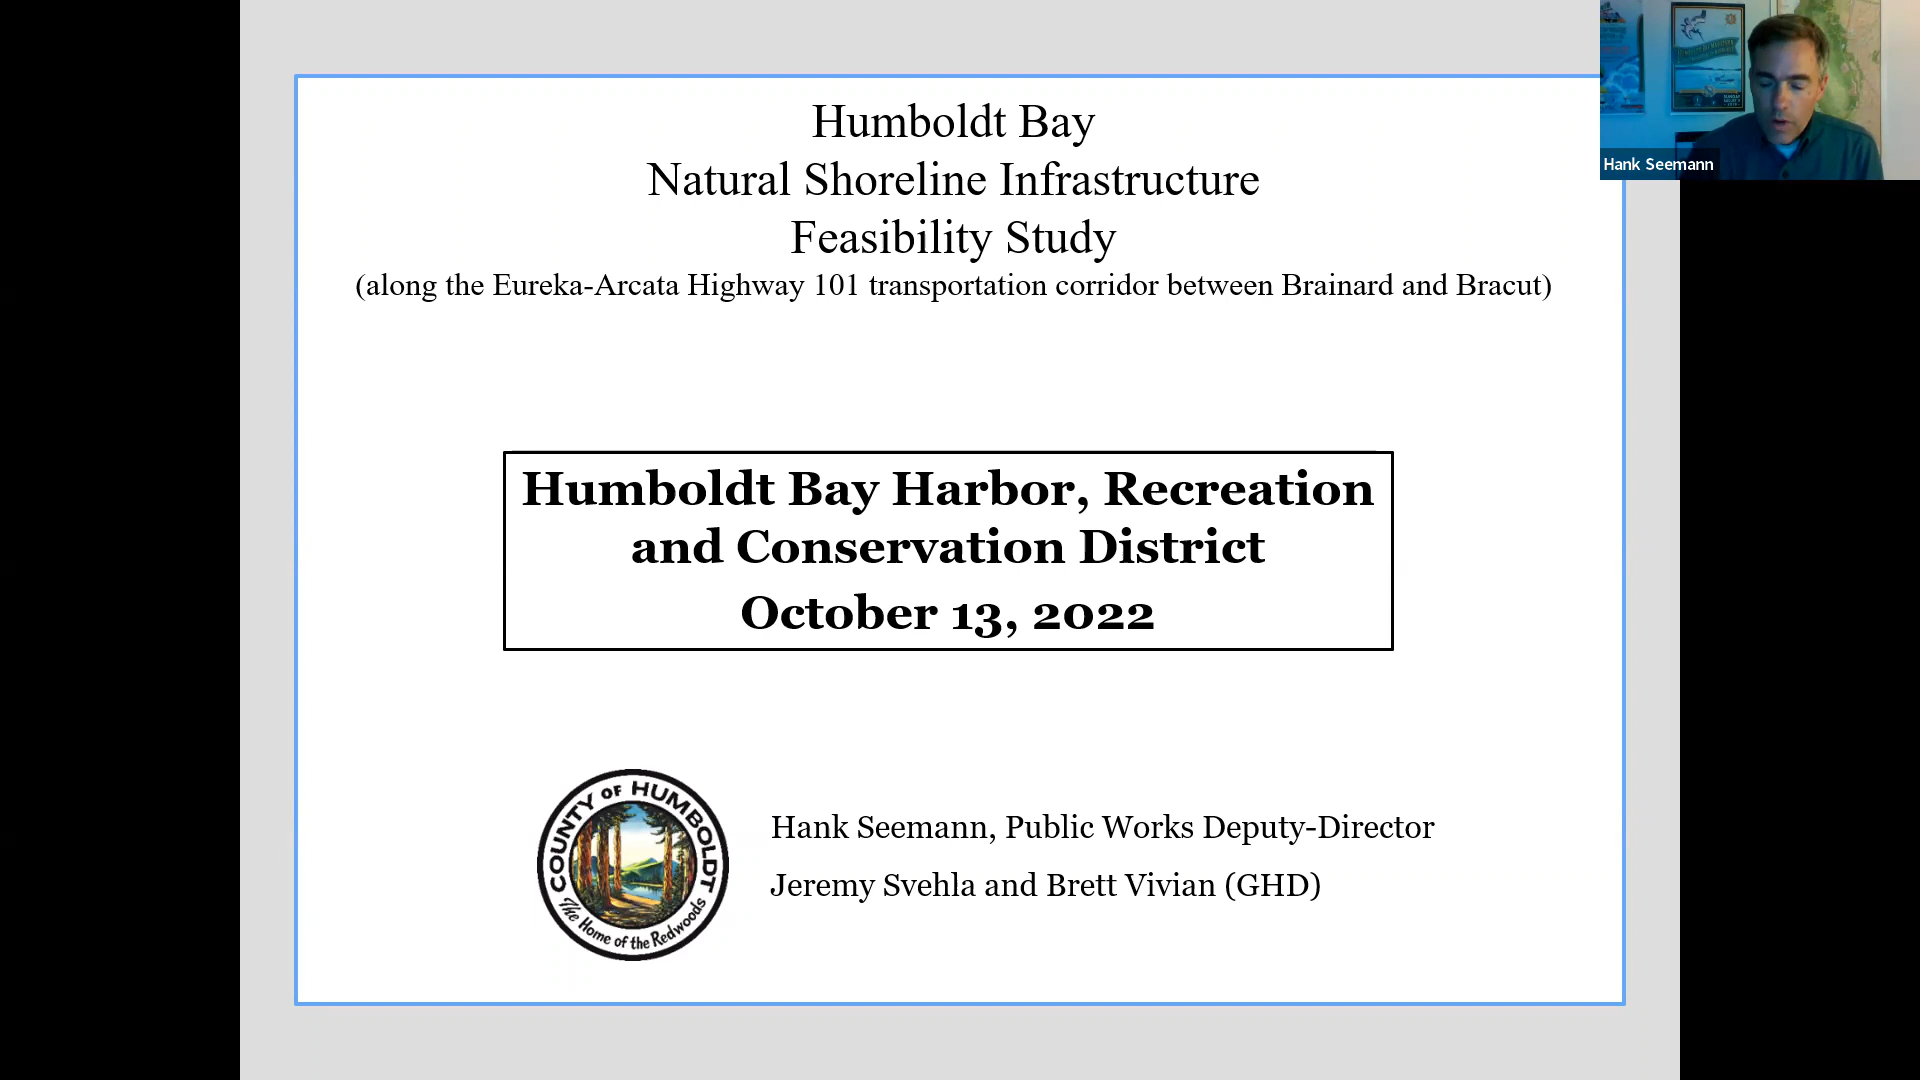 Humboldt Bay
Natural Shoreline Infrastructure
Feasibility Study
(along the Eureka-Arcata Highway 101 transportation corridor between Brainard and Bracut)
Humboldt Bay Harbor, Recreation
and Conservation District
October 13, 2022
COUNTY OF HUMBOLDT
The Home of the Redwoods
Hank Seemann, Public Works Deputy-Director
Jeremy Svehla and Brett Vivian (GHD)
Hank Seemann